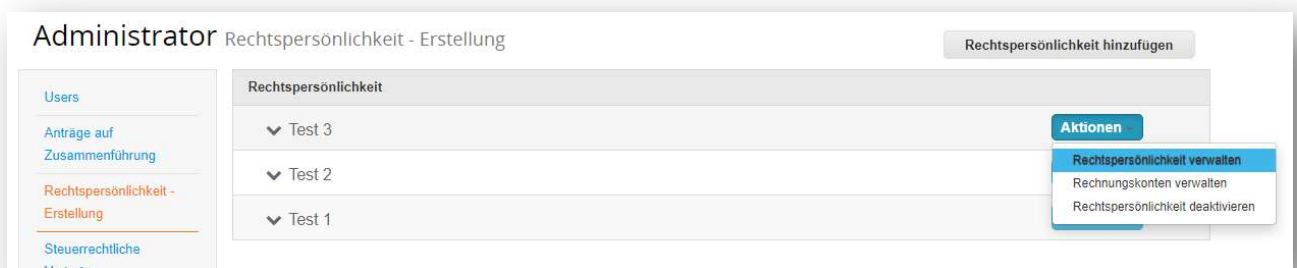 Administrator Rechtspersönlichkeit - Erstellung
Rechtspersönlichkeit hinzufügen
Users
Anträge auf
Zusammenführung
Rechtspersönlichkeit -
Erstellung
Steuerrechtliche
Rechtspersönlichkeit
Test 3
Aktionen
Test 2
Test 1
Rechtspersönlichkeit verwalten
Rechnungskonten verwalten
Rechtspersönlichkeit deaktivieren